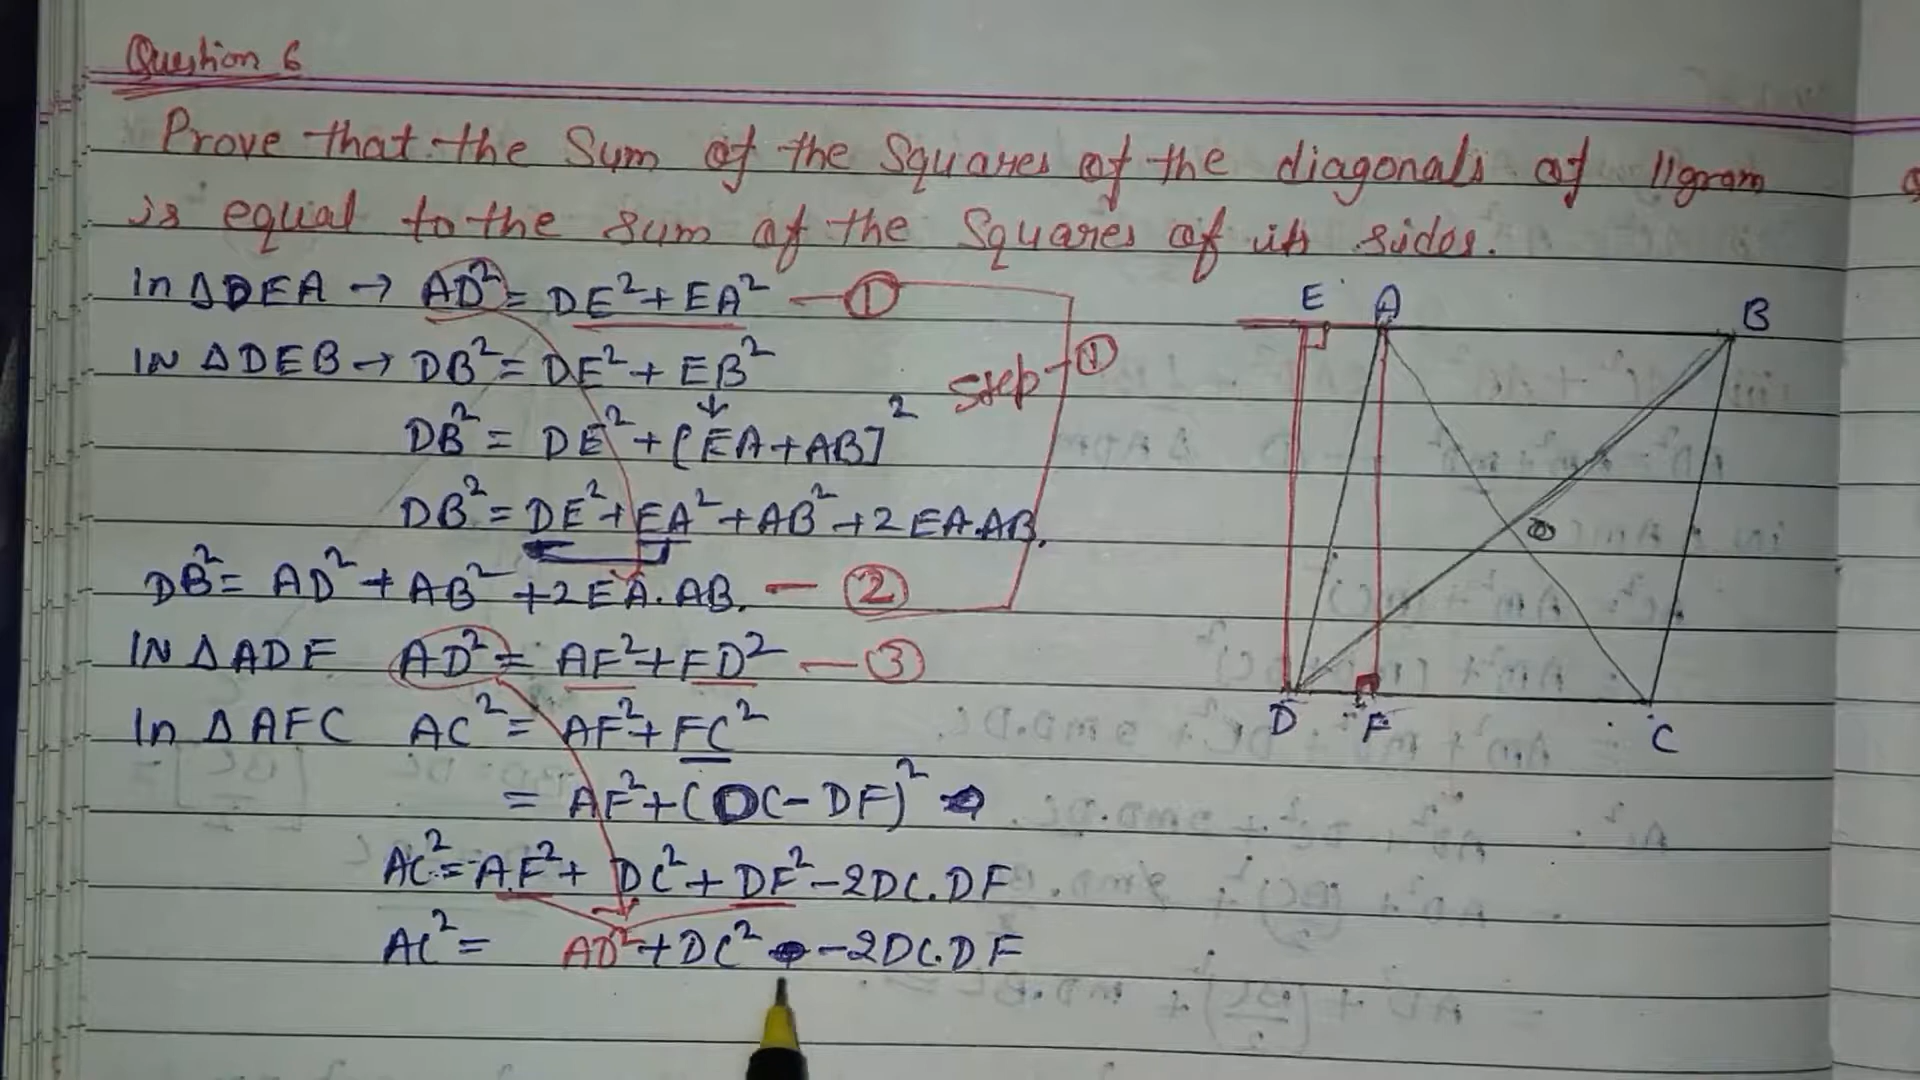 Question 6
Prove that the Sum of the Squares of the diagonals of ||gram
is equal to the sum of the Squares of its sides.
In ΔDEA → AD² = DE² + EA² — ①
IN ΔDEB → DB² = DE² + EB²
Step - ①
DB² = DE² + [EA + AB]²
DB² = DE² + EA² + AB² + 2EA.AB.
DB² = AD² + AB² + 2EA.AB. — ②
IN ΔADF AD² = AF² + FD² — ③
In ΔAFC AC² = AF² + FC²
= AF² + (DC - DF)²
AC² = AF² + DC² + DF² - 2DC.DF
AC² = AD² + DC² - 2DC.DF
E A B
O
D F C